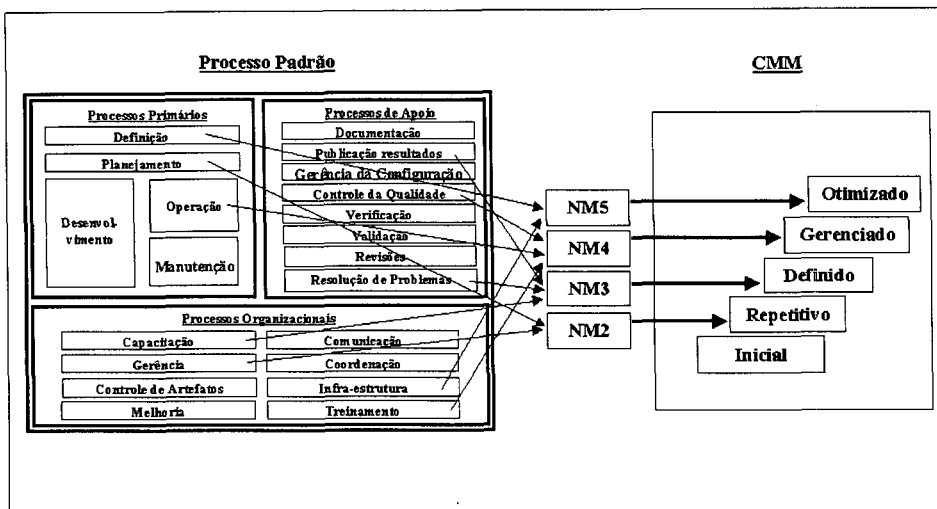 Processo Padrão
CMM
Processos Primários
Definição
Planejamento
Desenvol-
vimento
Operação
Manutenção
Processos de Apoio
Documentação
Publicação resultados
Gerência da Configuração
Controle da Qualidade
Verificação
Validação
Revisões
Resolução de Problemas
Processos Organizacionais
Capacitação
Gerência
Controle de Artefatos
Melhoria
Comunicação
Coordenação
Infra-estrutura
Treinamento
NM5
NM4
NM3
NM2
Otimizado
Gerenciado
Definido
Repetitivo
Inicial